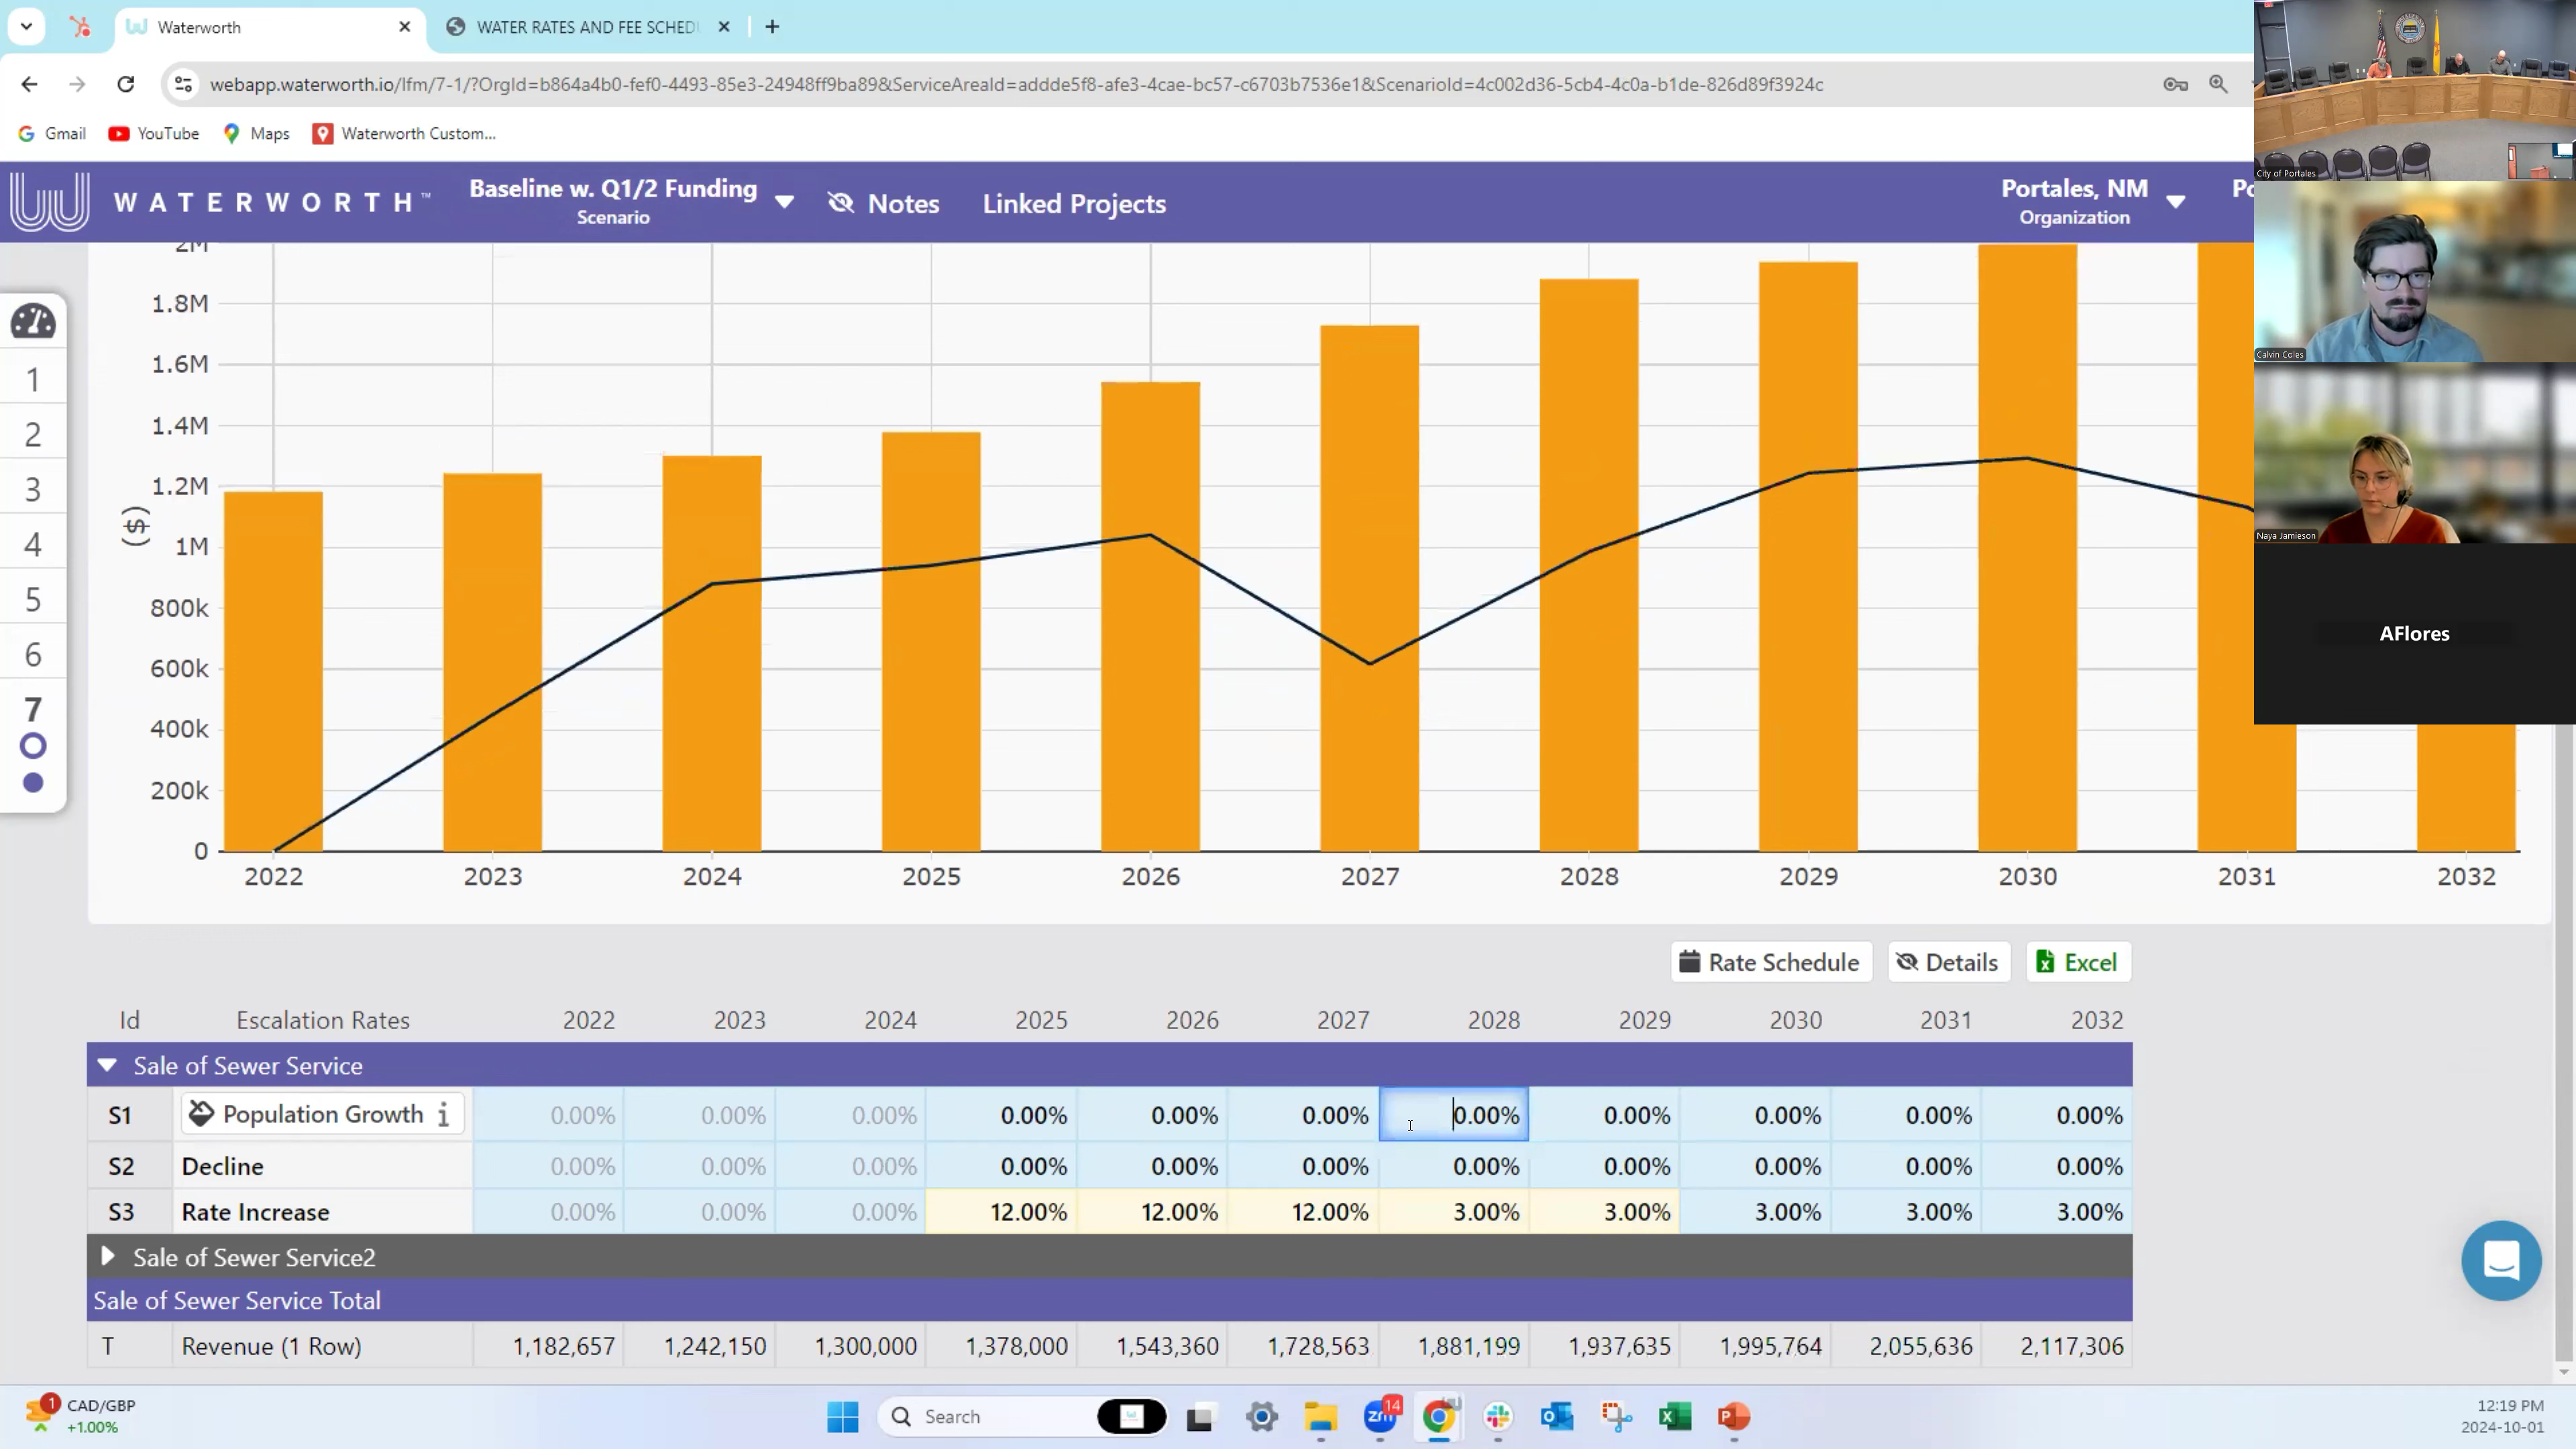 Waterworth
WATER RATES AND FEE SCHED
webapp.waterworth.io/lfm/7-1/?OrgId=b864a4b0-fef0-4493-85e3-24948ff9ba89&ServiceAreaId=addde5f8-afe3-4cae-bc57-c6703b7536e1&ScenarioId=4c002d36-5cb4-4c0a-b1de-826d89f3924c
Gmail YouTube Maps Waterworth Custom...
WATERWORTH™ Baseline w. Q1/2 Funding Scenario Notes Linked Projects Portales, NM Organization Po
City of Portales
Calvin Coles
Naya Jamieson
AFlores
1
2
3
4
5
6
7
2M
1.8M
1.6M
1.4M
1.2M
1M
800k
600k
400k
200k
0
($)
2022 2023 2024 2025 2026 2027 2028 2029 2030 2031 2032
Rate Schedule Details Excel
Id Escalation Rates 2022 2023 2024 2025 2026 2027 2028 2029 2030 2031 2032
Sale of Sewer Service
S1 Population Growth i 0.00% 0.00% 0.00% 0.00% 0.00% 0.00% 0.00% 0.00% 0.00% 0.00% 0.00%
S2 Decline 0.00% 0.00% 0.00% 0.00% 0.00% 0.00% 0.00% 0.00% 0.00% 0.00% 0.00%
S3 Rate Increase 0.00% 0.00% 0.00% 12.00% 12.00% 12.00% 3.00% 3.00% 3.00% 3.00% 3.00%
Sale of Sewer Service2
Sale of Sewer Service Total
T Revenue (1 Row) 1,182,657 1,242,150 1,300,000 1,378,000 1,543,360 1,728,563 1,881,199 1,937,635 1,995,764 2,055,636 2,117,306
1 CAD/GBP
+1.00%
Search
zm 14
12:19 PM
2024-10-01